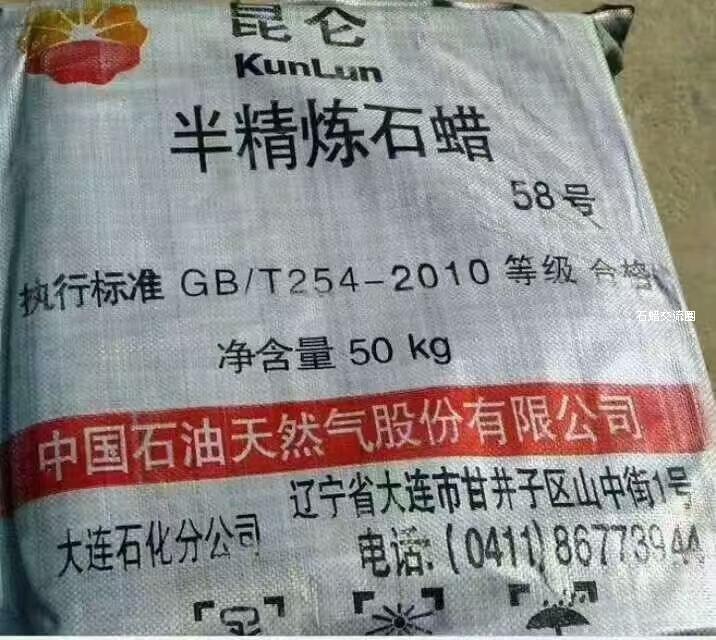 昆仑
KunLun
半精炼石蜡
58号
执行标准 GB/T254-2010 等级 合格
石蜡交流圈
净含量 50 kg
中国石油天然气股份有限公司
辽宁省大连市甘井子区山中街1号
大连石化分公司
电话:(0411)86773944